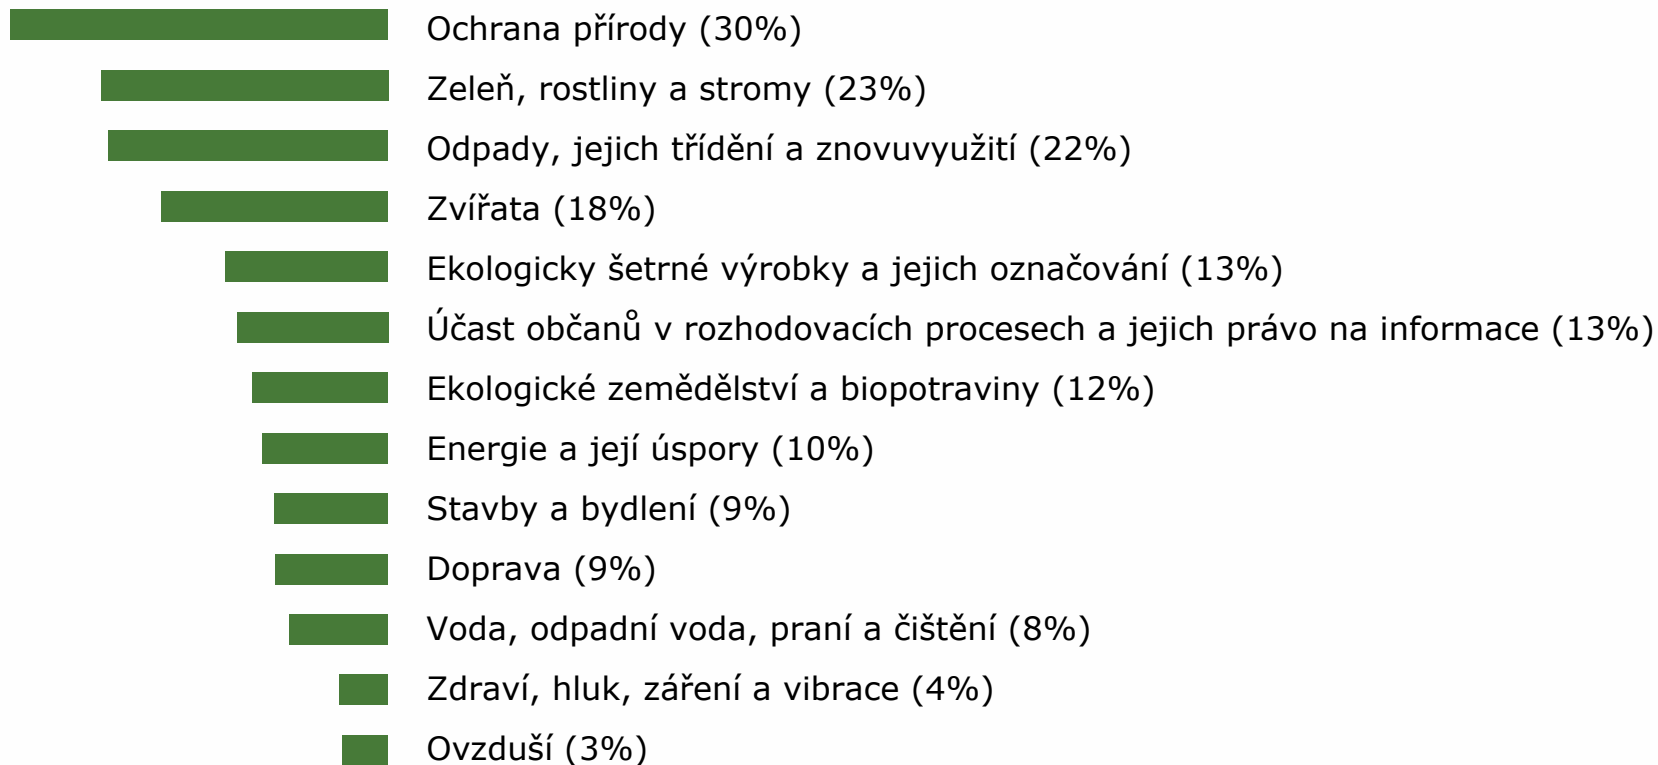 Ochrana přírody (30%)
Zeleň, rostliny a stromy (23%)
Odpady, jejich třídění a znovuvyužití (22%)
Zvířata (18%)
Ekologicky šetrné výrobky a jejich označování (13%)
Účast občanů v rozhodovacích procesech a jejich právo na informace (13%)
Ekologické zemědělství a biopotraviny (12%)
Energie a její úspory (10%)
Stavby a bydlení (9%)
Doprava (9%)
Voda, odpadní voda, praní a čištění (8%)
Zdraví, hluk, záření a vibrace (4%)
Ovzduší (3%)